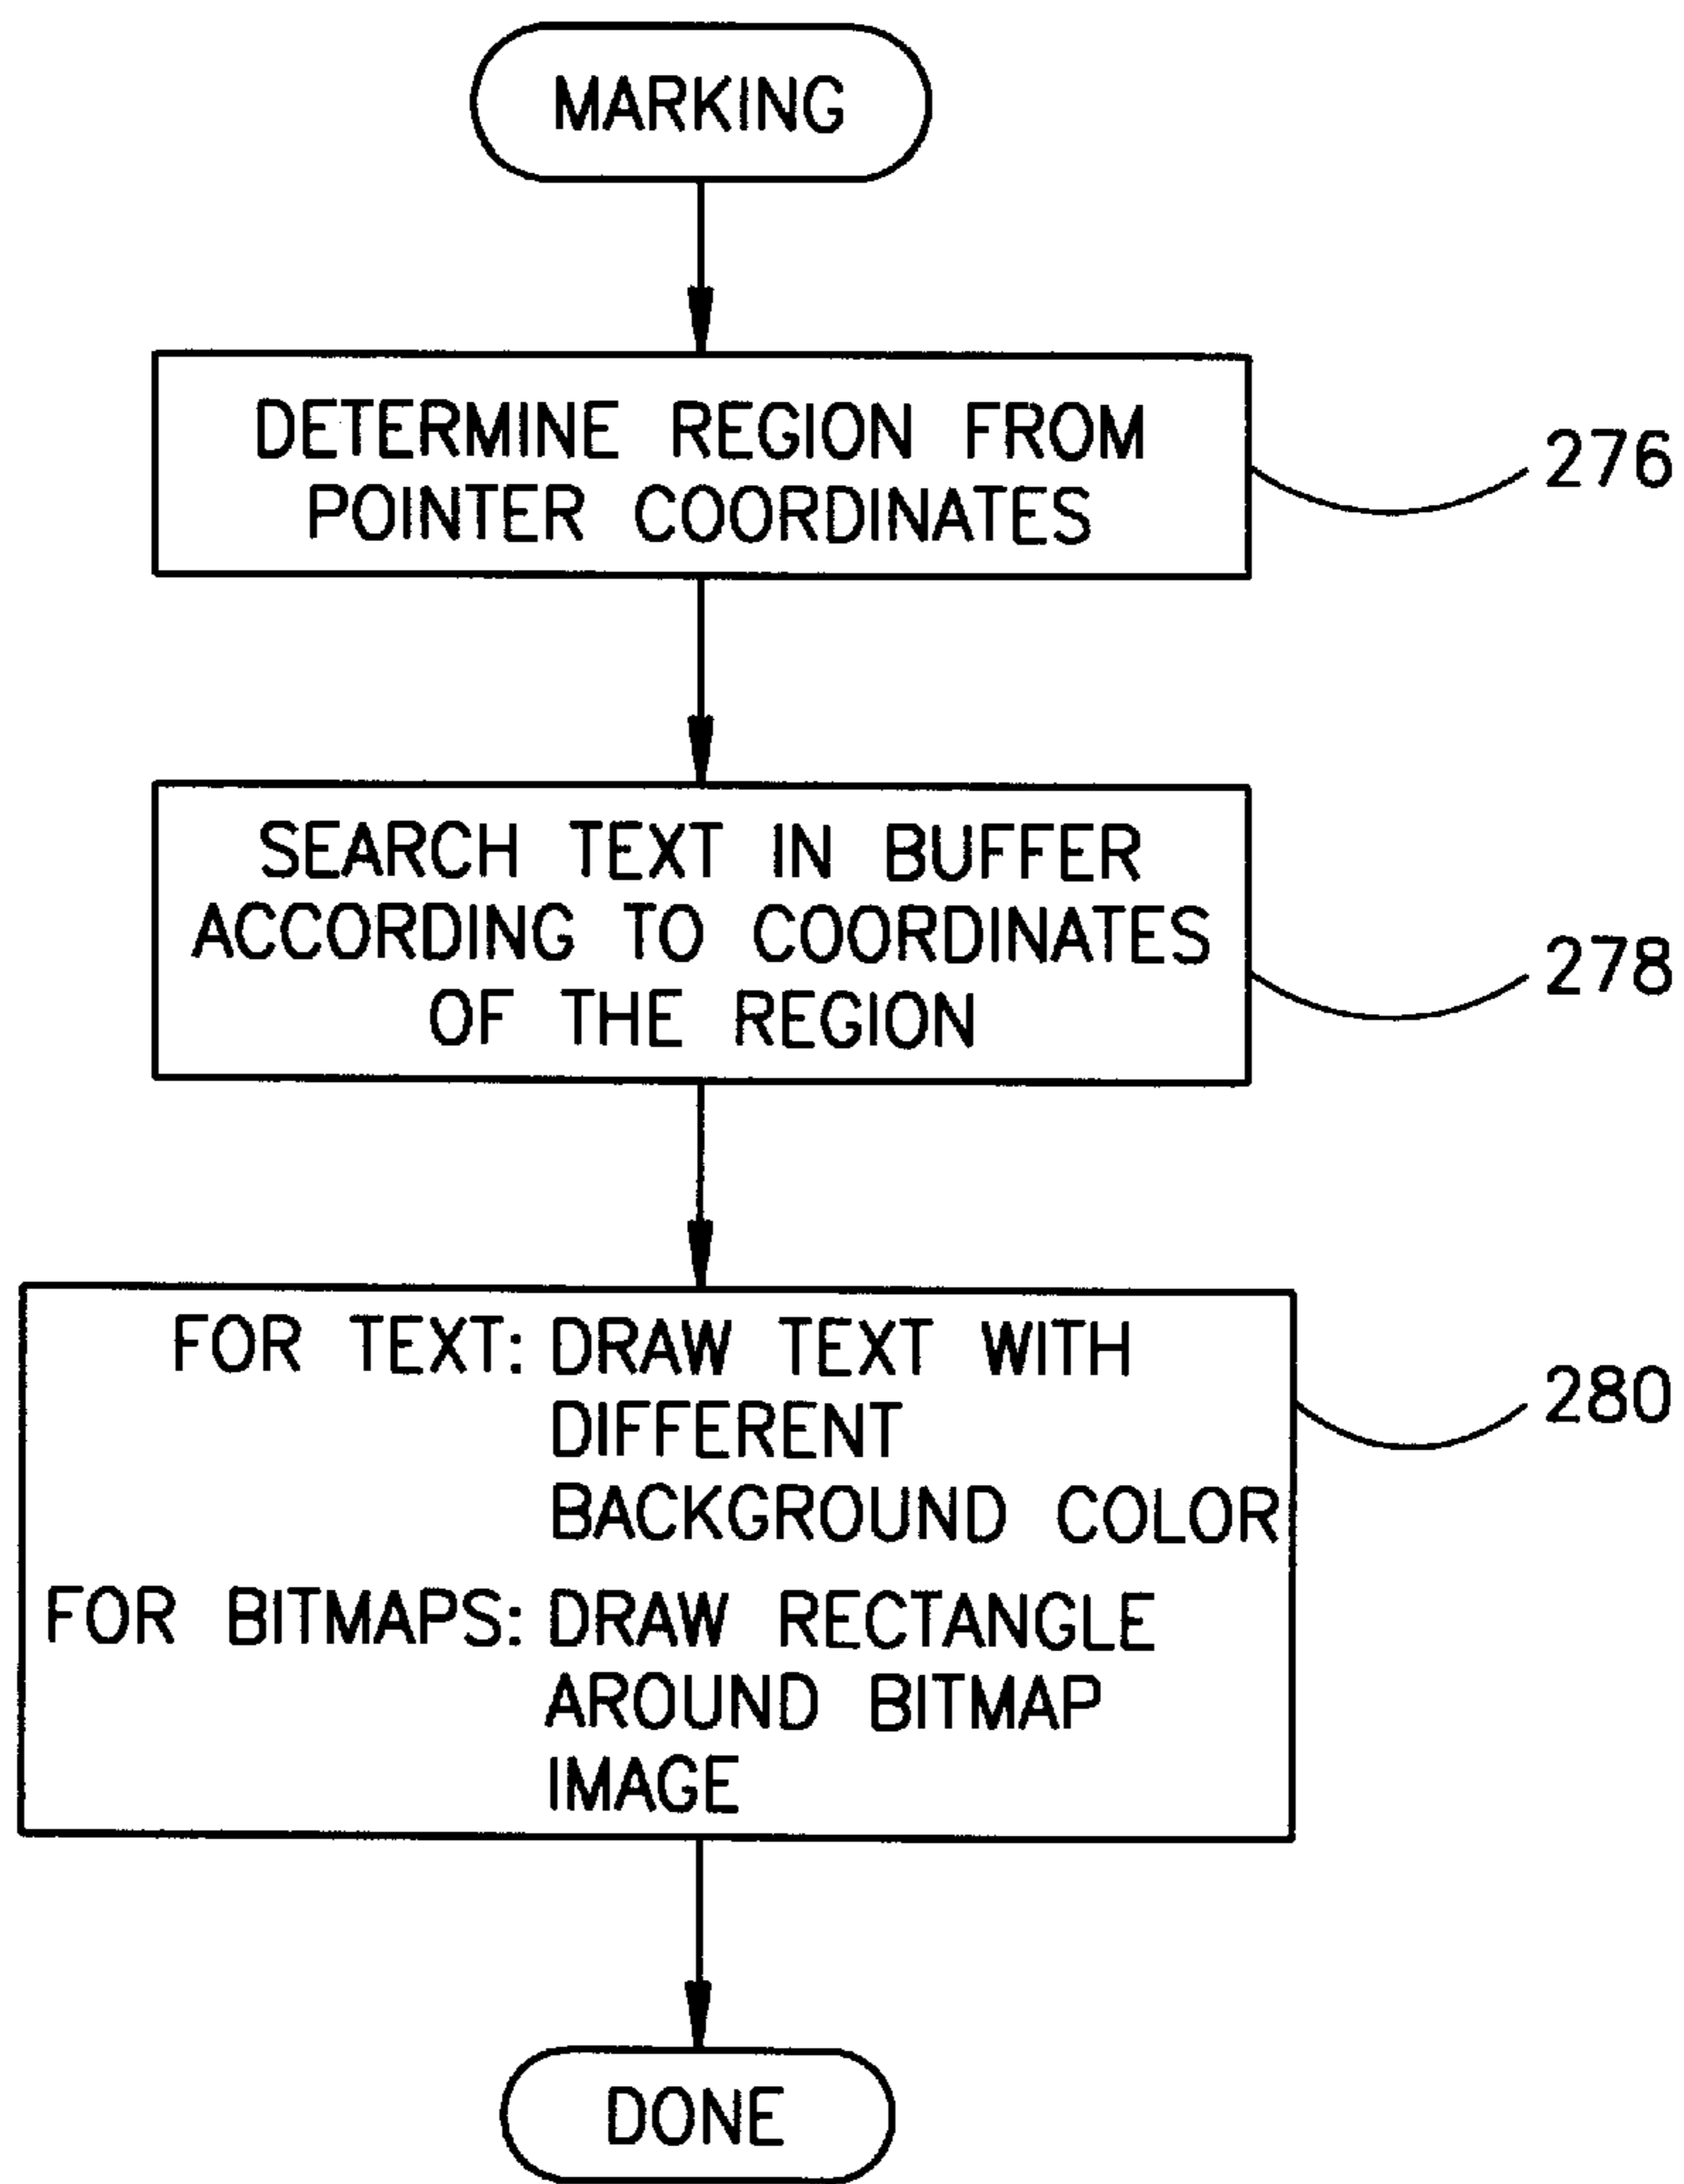 MARKING
DETERMINE REGION FROM
POINTER COORDINATES
276
SEARCH TEXT IN BUFFER
ACCORDING TO COORDINATES
OF THE REGION
278
FOR TEXT: DRAW TEXT WITH
DIFFERENT
BACKGROUND COLOR
280
FOR BITMAPS: DRAW RECTANGLE
AROUND BITMAP
IMAGE
DONE